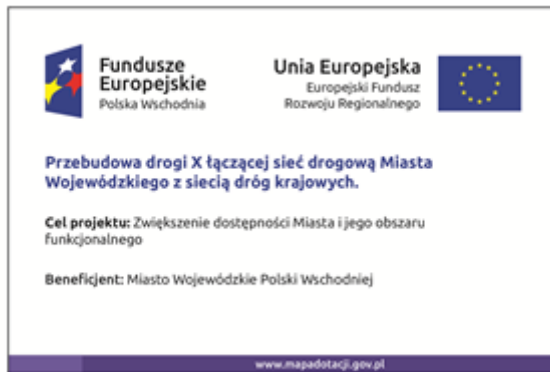 Fundusze
Europejskie
Polska Wschodnia
Unia Europejska
Europejski Fundusz
Rozwoju Regionalnego
Przebudowa drogi X łączącej sieć drogową Miasta
Wojewódzkiego z siecią dróg krajowych.
Cel projektu: Zwiększenie dostępności Miasta i jego obszaru
funkcjonalnego
Beneficjent: Miasto Wojewódzkie Polski Wschodniej
www.mapadotacji.gov.pl